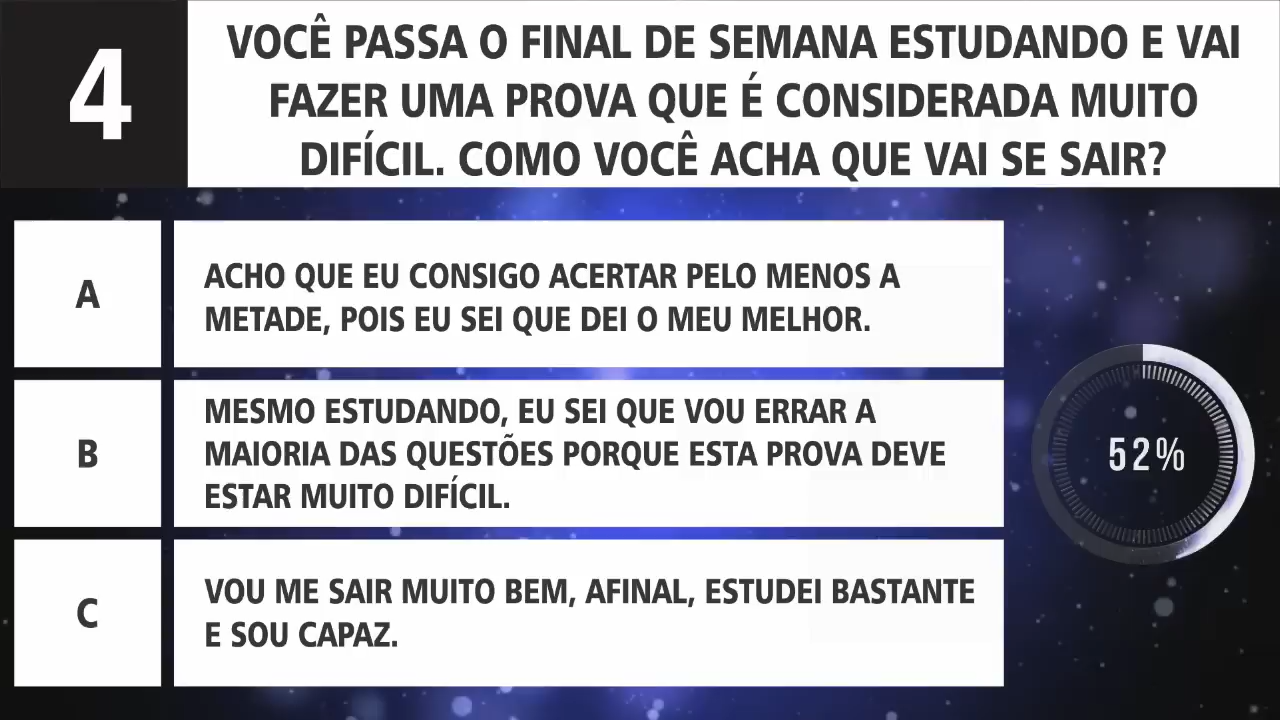 4
VOCÊ PASSA O FINAL DE SEMANA ESTUDANDO E VAI
FAZER UMA PROVA QUE É CONSIDERADA MUITO
DIFÍCIL. COMO VOCÊ ACHA QUE VAI SE SAIR?
A
ACHO QUE EU CONSIGO ACERTAR PELO MENOS A
METADE, POIS EU SEI QUE DEI O MEU MELHOR.
B
MESMO ESTUDANDO, EU SEI QUE VOU ERRAR A
MAIORIA DAS QUESTÕES PORQUE ESTA PROVA DEVE
ESTAR MUITO DIFÍCIL.
C
VOU ME SAIR MUITO BEM, AFINAL, ESTUDEI BASTANTE
E SOU CAPAZ.
52%